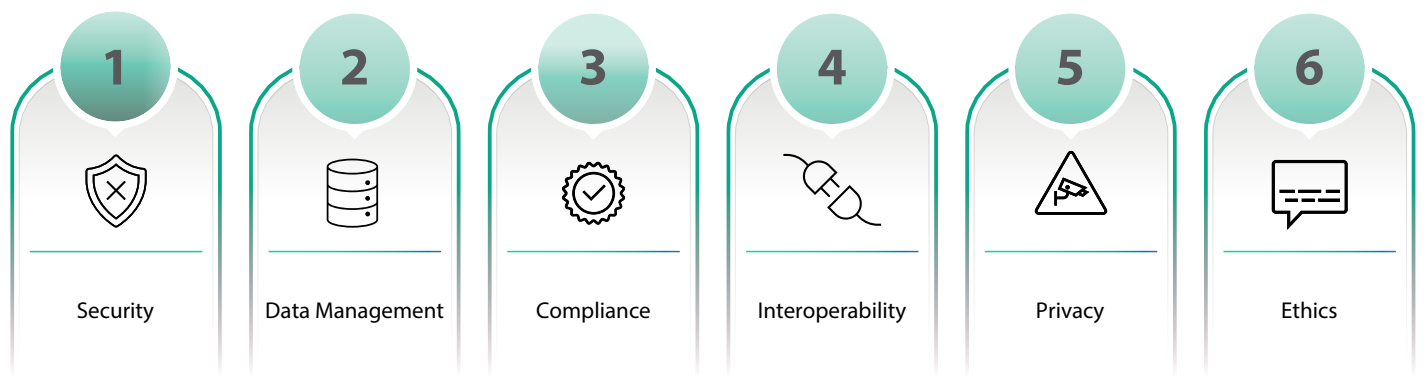 1
2
3
4
5
6
Security
Data Management
Compliance
Interoperability
Privacy
Ethics